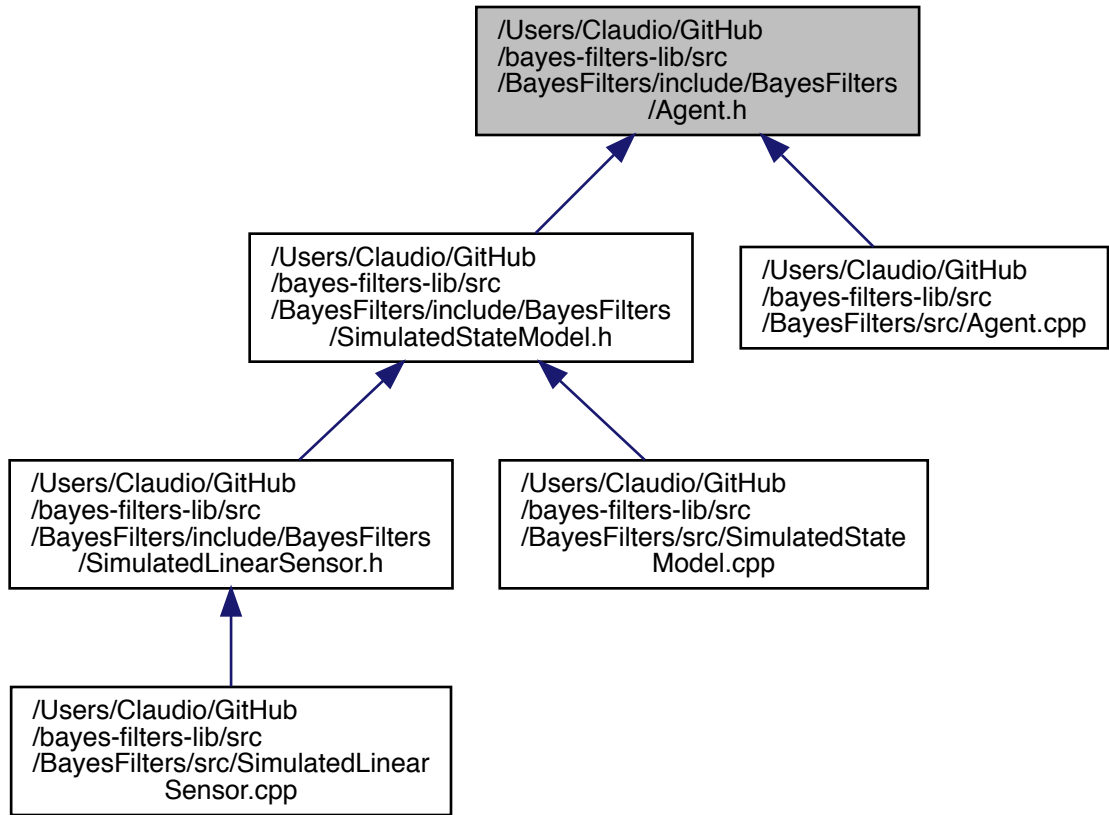 /Users/Claudio/GitHub
/bayes-filters-lib/src
/BayesFilters/include/BayesFilters
/Agent.h
/Users/Claudio/GitHub
/bayes-filters-lib/src
/BayesFilters/include/BayesFilters
/SimulatedStateModel.h
/Users/Claudio/GitHub
/bayes-filters-lib/src
/BayesFilters/src/Agent.cpp
/Users/Claudio/GitHub
/bayes-filters-lib/src
/BayesFilters/include/BayesFilters
/SimulatedLinearSensor.h
/Users/Claudio/GitHub
/bayes-filters-lib/src
/BayesFilters/src/SimulatedState
Model.cpp
/Users/Claudio/GitHub
/bayes-filters-lib/src
/BayesFilters/src/SimulatedLinear
Sensor.cpp